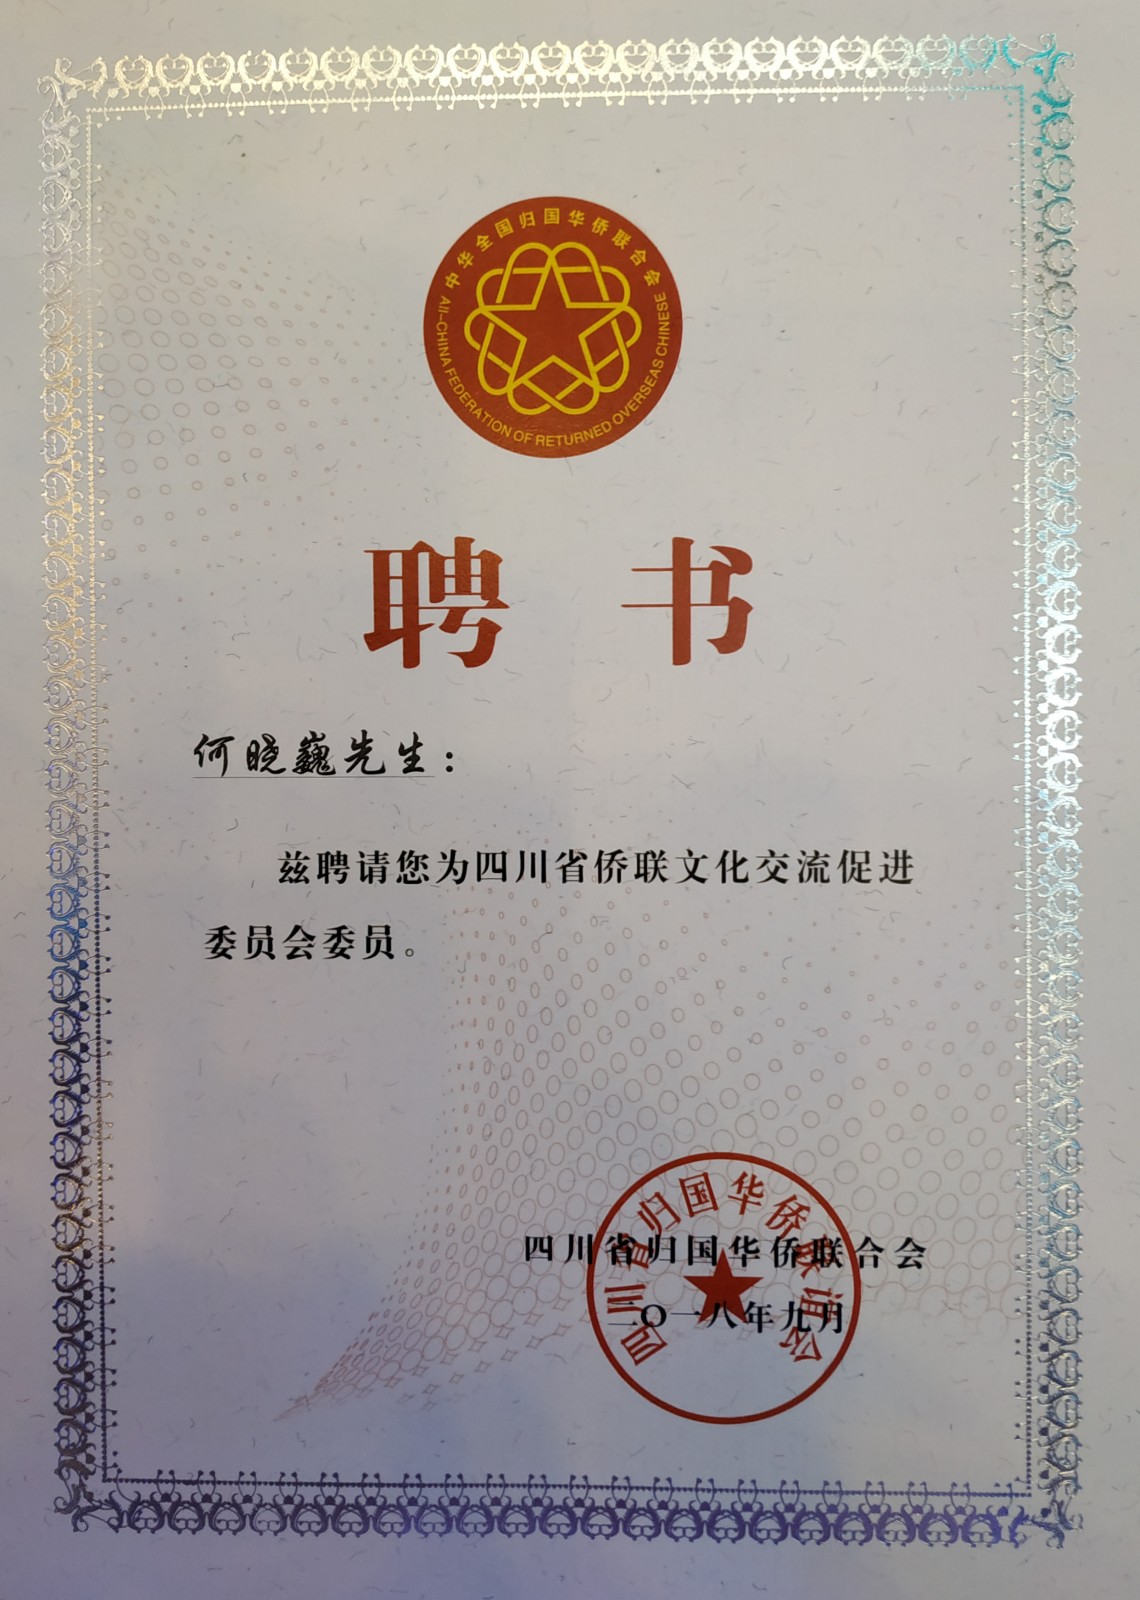 中华全国归国华侨联合会
All-CHINA FEDERATION OF RETURNED OVERSEAS CHINESE
聘 书
何晓巍先生：
兹聘请您为四川省侨联文化交流促进
委员会委员。
四川省归国华侨联合会
二〇一八年九月
四川省归国华侨联谊会